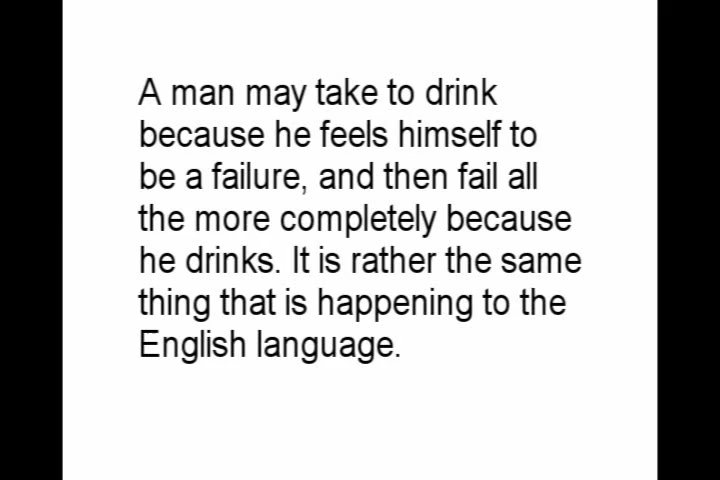 A man may take to drink
because he feels himself to
be a failure, and then fail all
the more completely because
he drinks. It is rather the same
thing that is happening to the
English language.